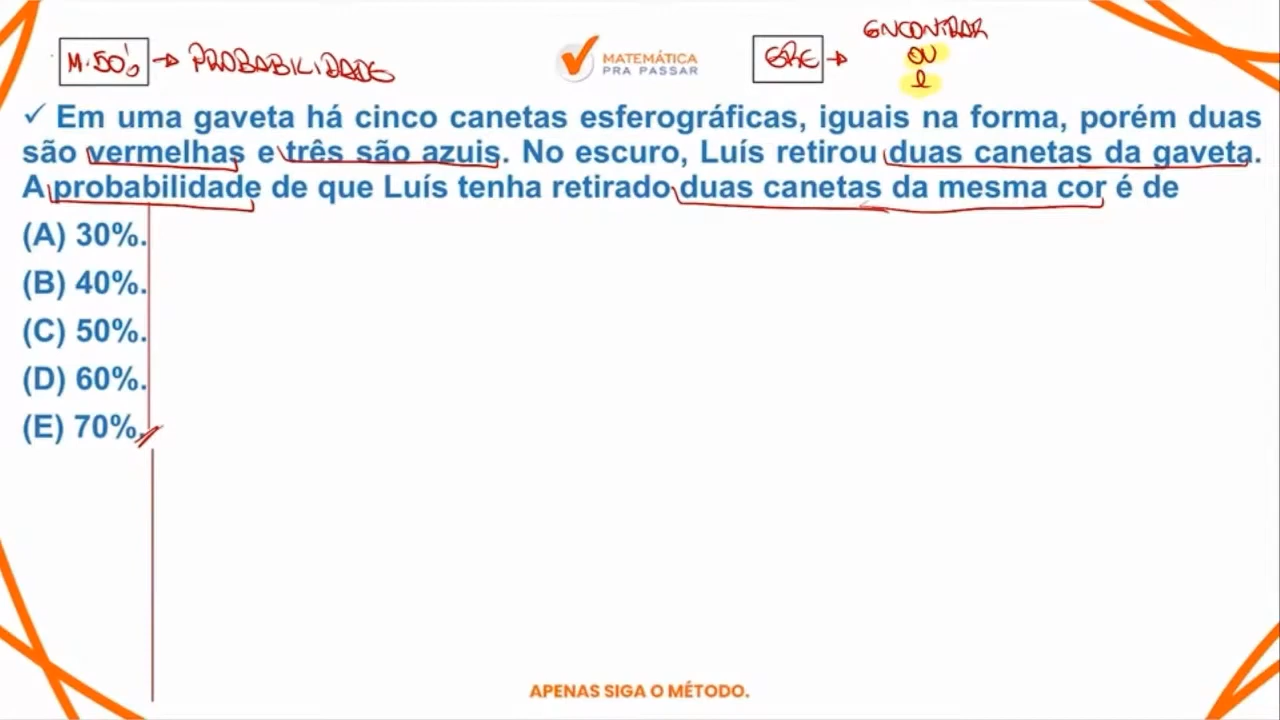 M.50% → PROBABILIDADE
MATEMÁTICA
PRA PASSAR
ENCONTRAR
OU
e
✓ Em uma gaveta há cinco canetas esferográficas, iguais na forma, porém duas
são vermelhas e três são azuis. No escuro, Luís retirou duas canetas da gaveta.
A probabilidade de que Luís tenha retirado duas canetas da mesma cor é de
(A) 30%.
(B) 40%.
(C) 50%.
(D) 60%.
(E) 70%.
APENAS SIGA O MÉTODO.